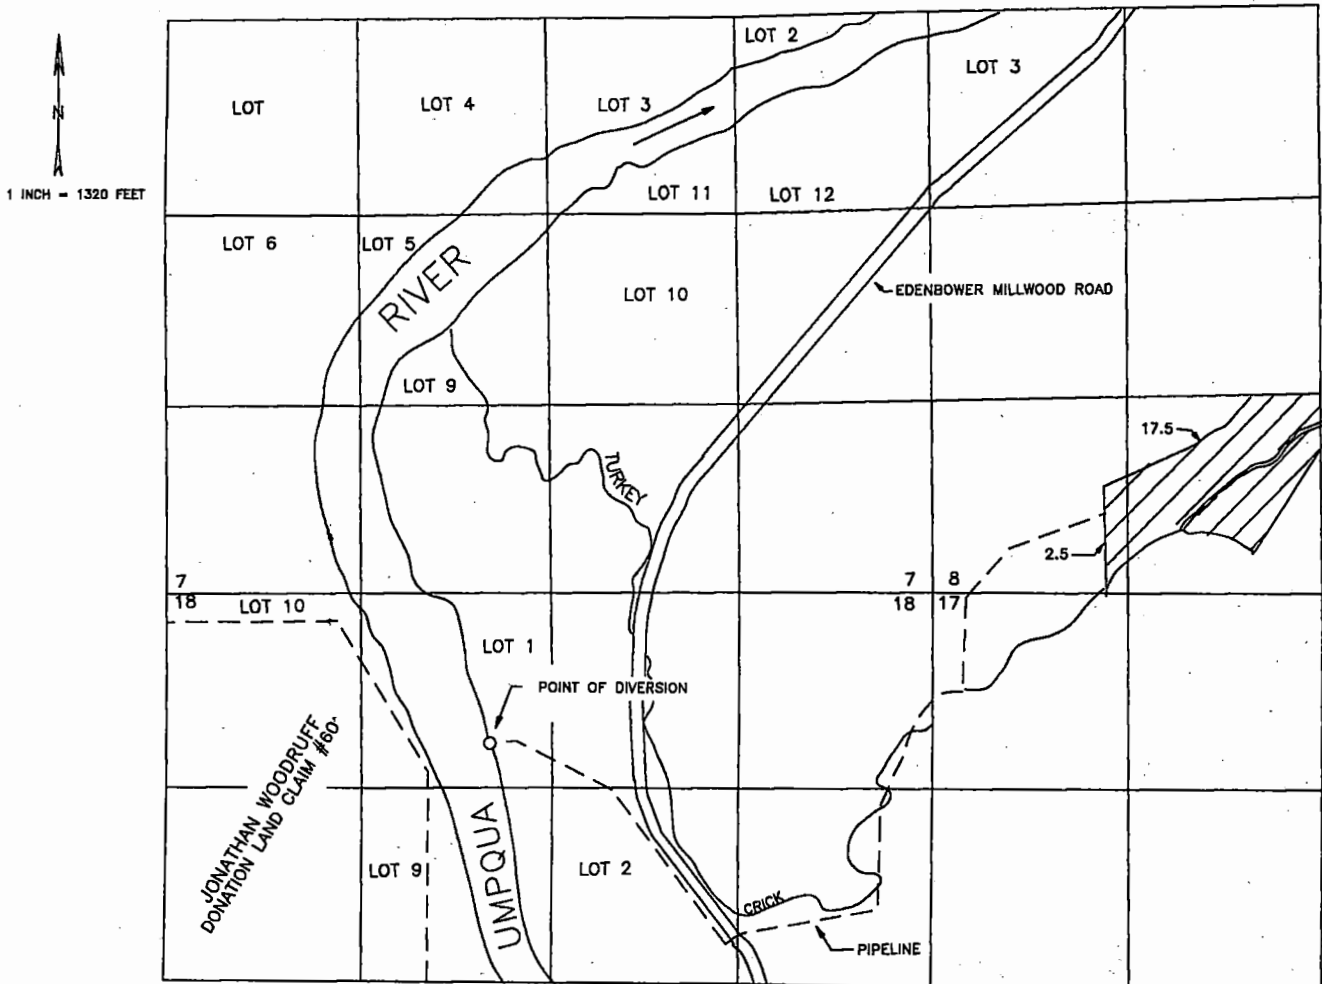 LOT 2
LOT 3
LOT
LOT 4
LOT 3
N
1 INCH = 1320 FEET
LOT 11
LOT 12
LOT 6
LOT 5
RIVER
LOT 10
EDENBOWER MILLWOOD ROAD
LOT 9
17.5
TURKEY
2.5
7
18
7 8
18 17
LOT 10
LOT 1
POINT OF DIVERSION
JONATHAN WOODRUFF
DONATION LAND CLAIM #60
UMPQUA
LOT 9
LOT 2
CRICK
PIPELINE